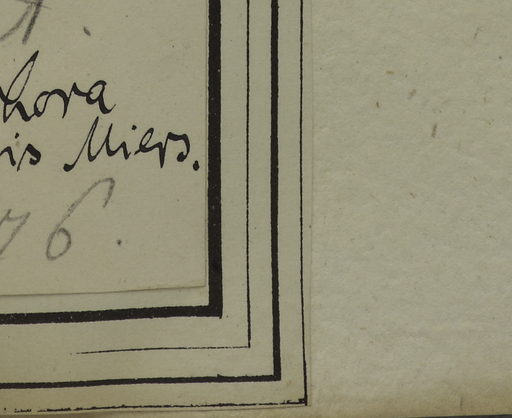 hora
is Miers.
76.